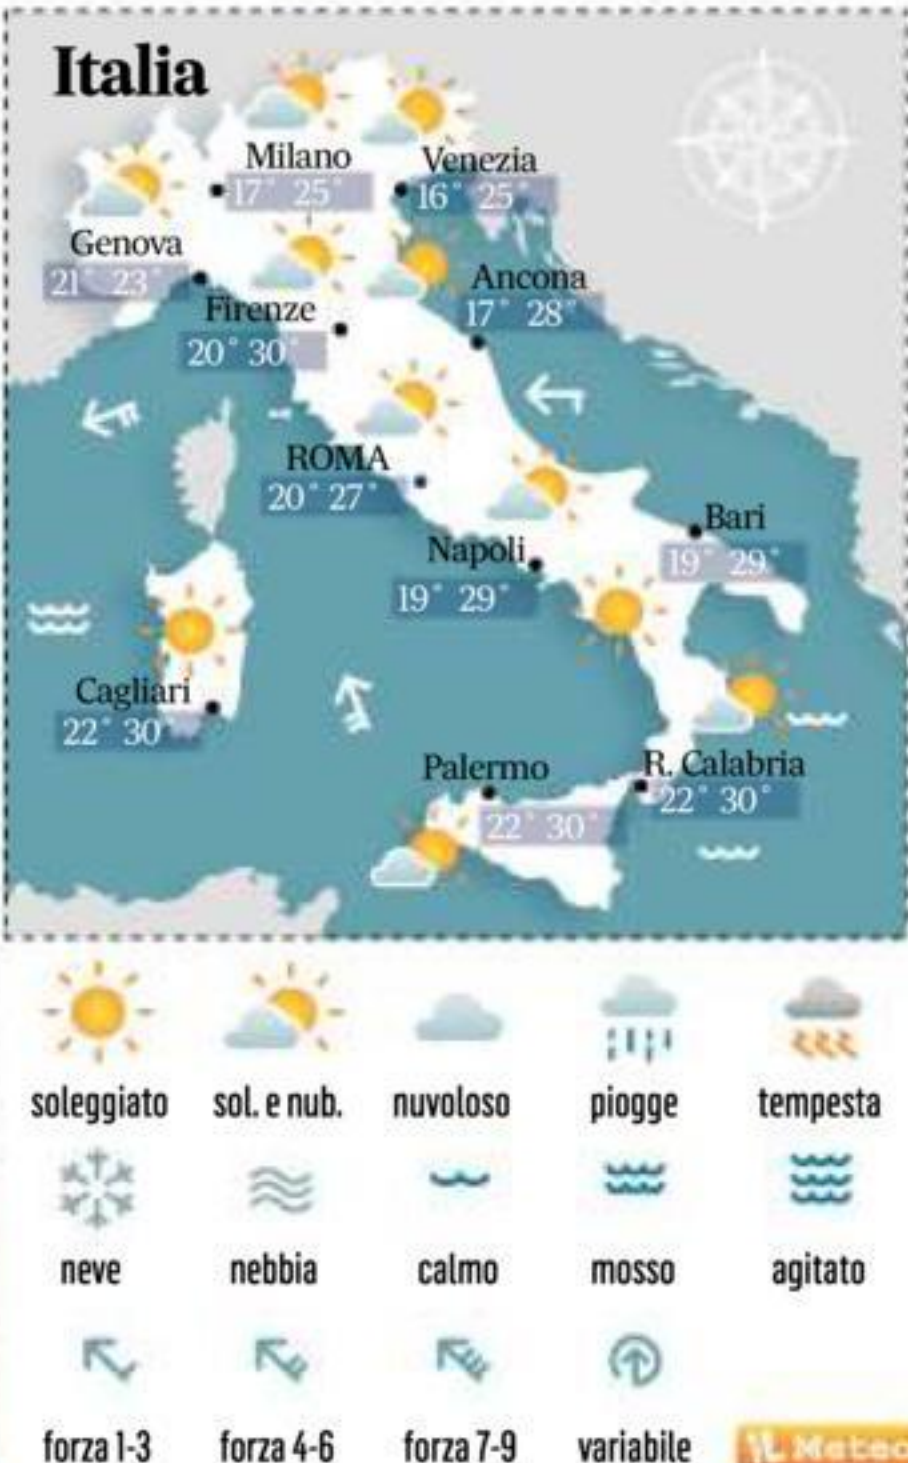 Italia
Milano
17° 25°
Venezia
16° 25°
Genova
21° 23°
Ancona
17° 28°
Firenze
20° 30°
ROMA
20° 27°
Bari
19° 29°
Napoli
19° 29°
Cagliari
22° 30°
Palermo
22° 30°
R. Calabria
22° 30°
soleggiato
sol. e nub.
nuvoloso
piogge
tempesta
neve
nebbia
calmo
mosso
agitato
forza 1-3
forza 4-6
forza 7-9
variabile